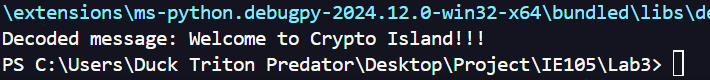 \extensions\ms-python.debugpy-2024.12.0-win32-x64\bundled\libs\de
Decoded message: Welcome to Crypto Island!!!
PS C:\Users\Duck Triton Predator\Desktop\Project\IE105\Lab3>